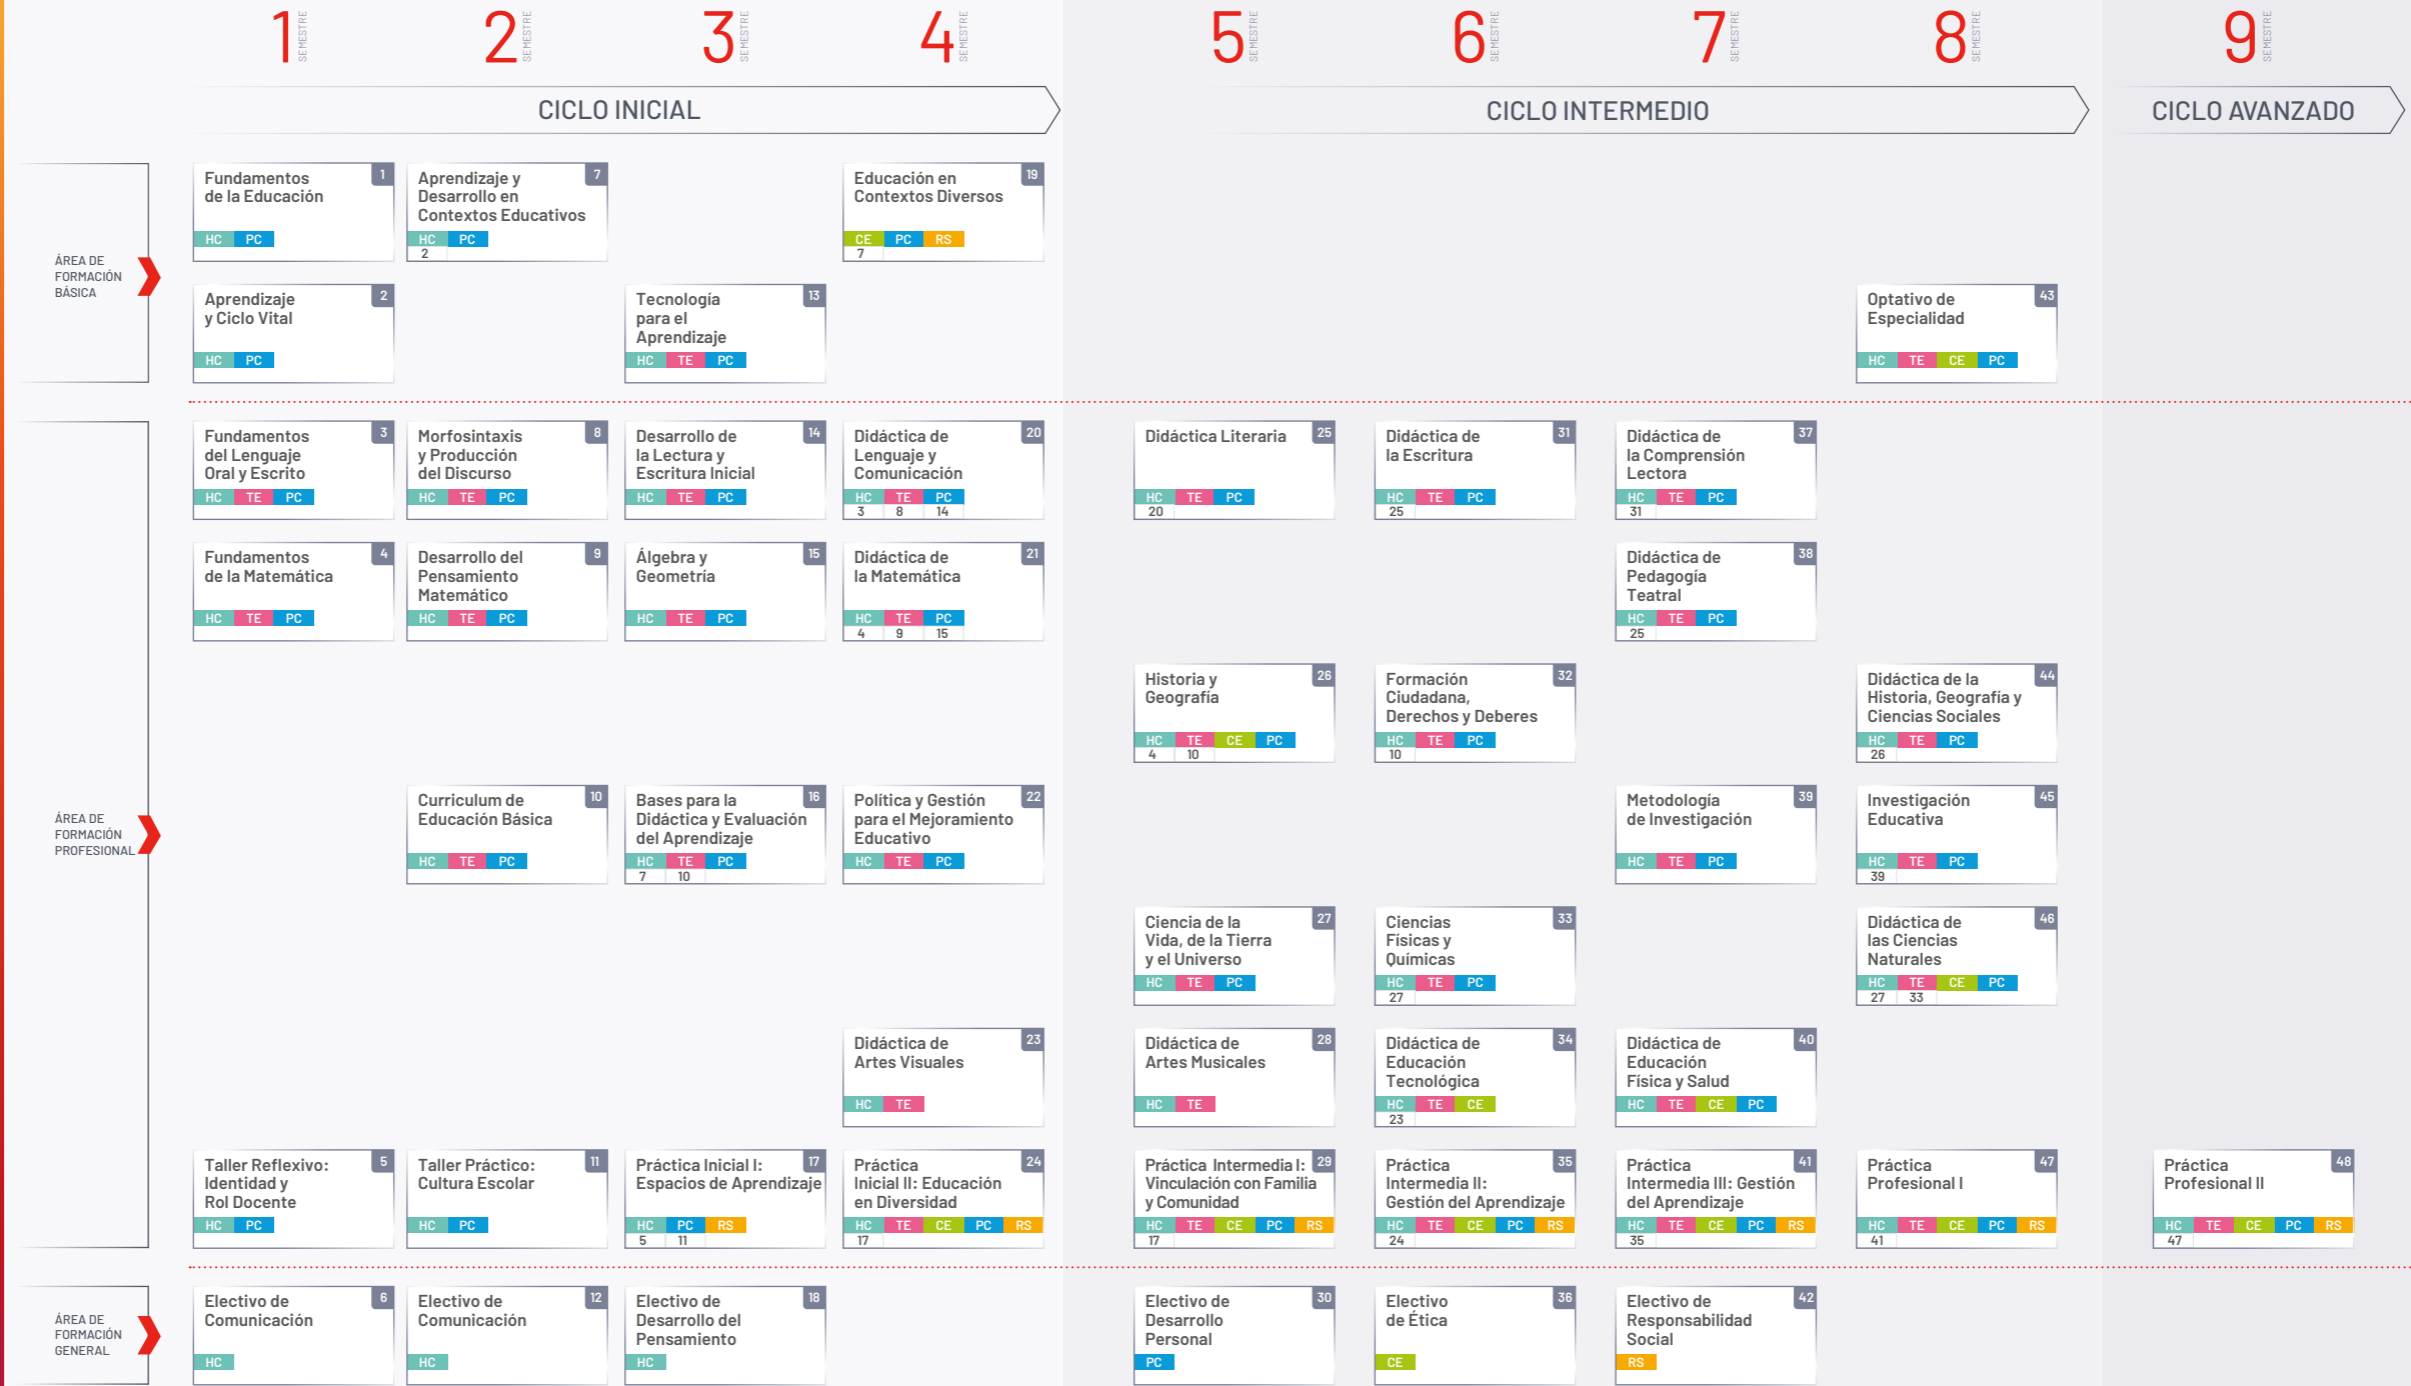 1 SEMESTRE
2 SEMESTRE
3 SEMESTRE
4 SEMESTRE
5 SEMESTRE
6 SEMESTRE
7 SEMESTRE
8 SEMESTRE
9 SEMESTRE
CICLO INICIAL
CICLO INTERMEDIO
CICLO AVANZADO
ÁREA DE
FORMACIÓN
BÁSICA
Fundamentos
de la Educación
1
HC PC
Aprendizaje y
Desarrollo en
Contextos Educativos
7
HC PC
2
Educación en
Contextos Diversos
19
CE PC RS
7
Aprendizaje
y Ciclo Vital
2
HC PC
Tecnología
para el
Aprendizaje
13
HC TE PC
Optativo de
Especialidad
43
HC TE CE PC
ÁREA DE
FORMACIÓN
PROFESIONAL
Fundamentos
del Lenguaje
Oral y Escrito
3
HC TE PC
Morfosintaxis
y Producción
del Discurso
8
HC TE PC
Desarrollo de
la Lectura y
Escritura Inicial
14
HC TE PC
Didáctica de
Lenguaje y
Comunicación
20
HC TE PC
3 8 14
Didáctica Literaria
25
HC TE PC
20
Didáctica de
la Escritura
31
HC TE PC
25
Didáctica de
la Comprensión
Lectora
37
HC TE PC
31
Fundamentos
de la Matemática
4
HC TE PC
Desarrollo del
Pensamiento
Matemático
9
HC TE PC
Álgebra y
Geometría
15
HC TE PC
Didáctica de
la Matemática
21
HC TE PC
4 9 15
Didáctica de
Pedagogía
Teatral
38
HC TE PC
25
Historia y
Geografía
26
HC TE CE PC
4 10
Formación
Ciudadana,
Derechos y Deberes
32
HC TE PC
10
Didáctica de la
Historia, Geografía y
Ciencias Sociales
44
HC TE PC
26
Curriculum de
Educación Básica
10
HC TE PC
Bases para la
Didáctica y Evaluación
del Aprendizaje
16
HC TE PC
7 10
Política y Gestión
para el Mejoramiento
Educativo
22
HC TE PC
Metodología
de Investigación
39
HC TE PC
Investigación
Educativa
45
HC TE PC
39
Ciencia de la
Vida, de la Tierra
y el Universo
27
HC TE PC
Ciencias
Físicas y
Químicas
33
HC TE PC
27
Didáctica de
las Ciencias
Naturales
46
HC TE CE PC
27 33
Didáctica de
Artes Visuales
23
HC TE
Didáctica de
Artes Musicales
28
HC TE
Didáctica de
Educación
Tecnológica
34
HC TE CE
23
Didáctica de
Educación
Física y Salud
40
HC TE CE PC
Taller Reflexivo:
Identidad y
Rol Docente
5
HC PC
Taller Práctico:
Cultura Escolar
11
HC PC
Práctica Inicial I:
Espacios de Aprendizaje
17
HC PC RS
5 11
Práctica
Inicial II: Educación
en Diversidad
24
HC TE CE PC RS
17
Práctica Intermedia I:
Vinculación con Familia
y Comunidad
29
HC TE CE PC RS
17
Práctica
Intermedia II:
Gestión del Aprendizaje
35
HC TE CE PC RS
24
Práctica
Intermedia III: Gestión
del Aprendizaje
41
HC TE CE PC RS
35
Práctica
Profesional I
47
HC TE CE PC RS
41
Práctica
Profesional II
48
HC TE CE PC RS
47
ÁREA DE
FORMACIÓN
GENERAL
Electivo de
Comunicación
6
HC
Electivo de
Comunicación
12
HC
Electivo de
Desarrollo del
Pensamiento
18
HC
Electivo de
Desarrollo
Personal
30
PC
Electivo
de Ética
36
CE
Electivo de
Responsabilidad
Social
42
RS